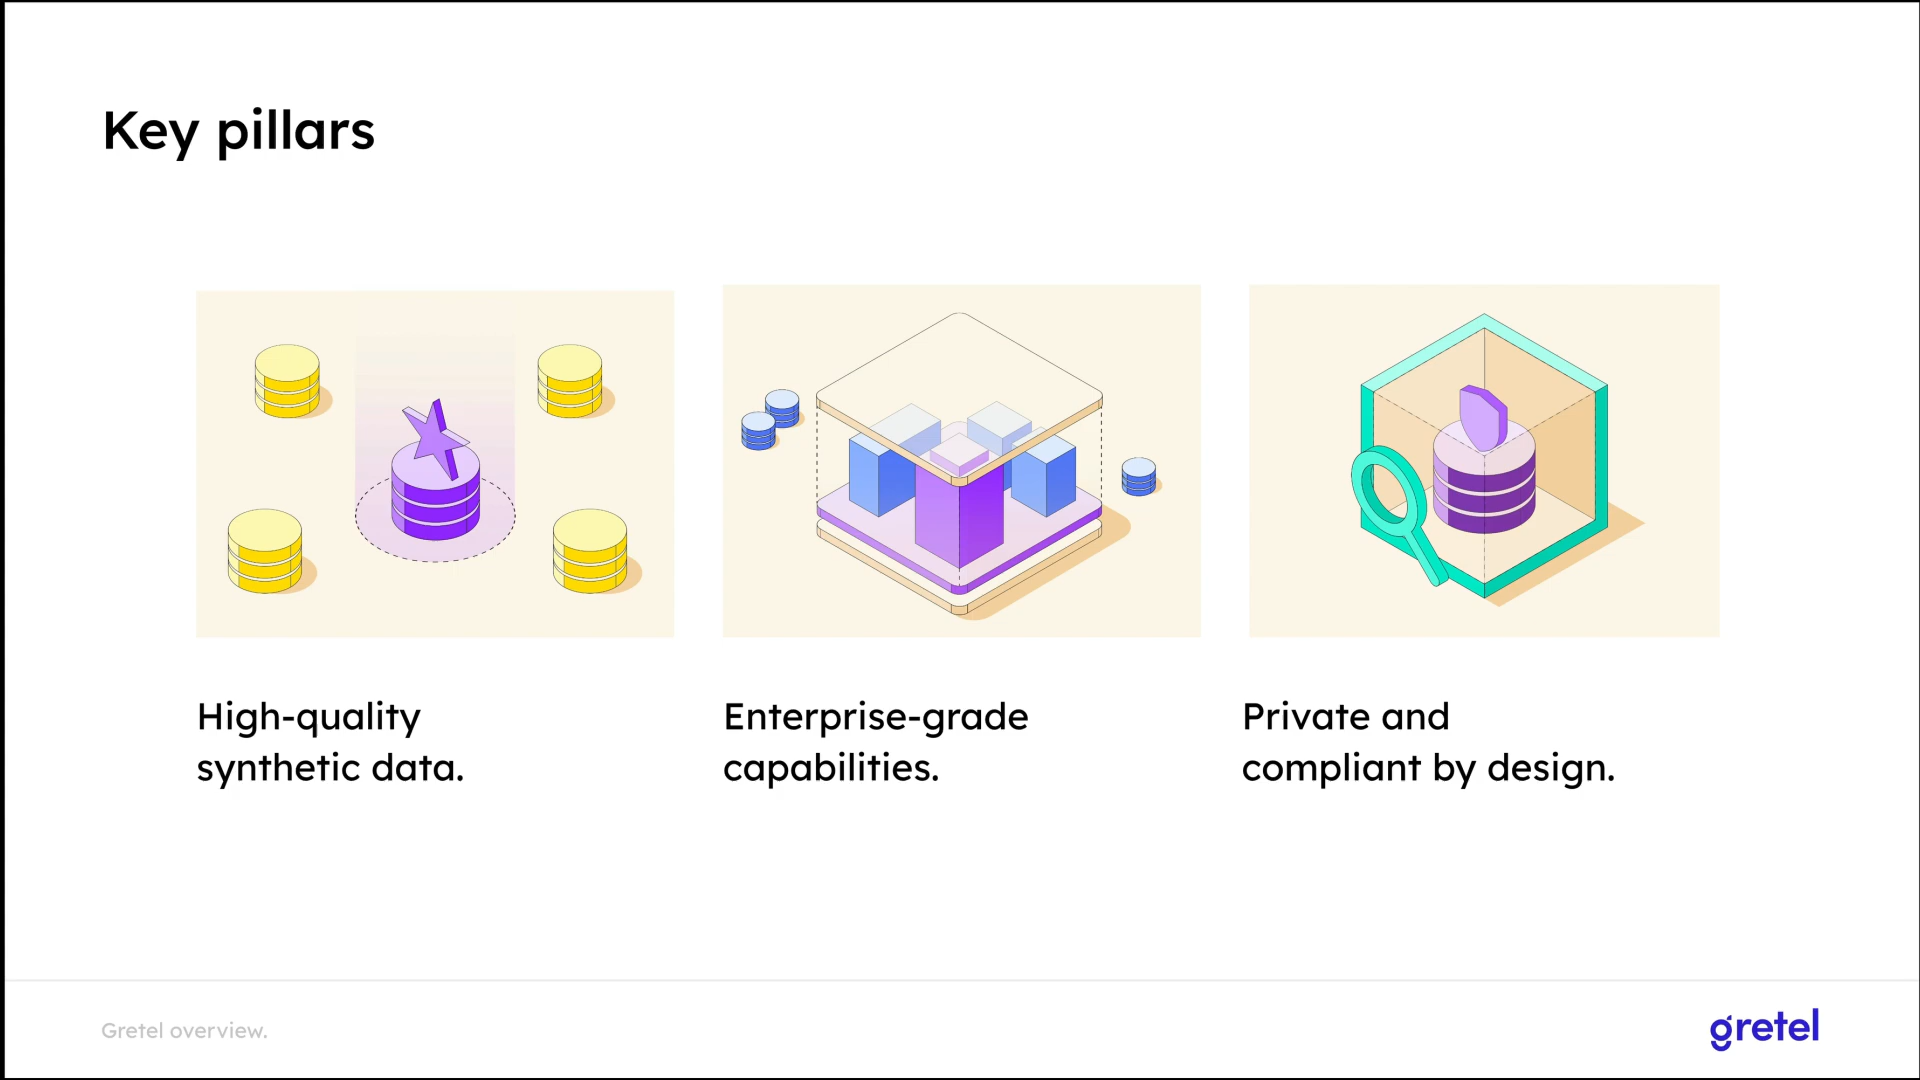 Key pillars
High-quality
synthetic data.
Enterprise-grade
capabilities.
Private and
compliant by design.
Gretel overview.
gretel